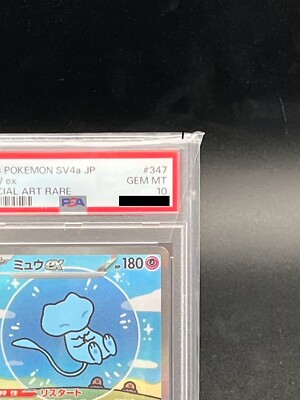 POKEMON SV4a JP #347
ex GEM MT
CIAL ART RARE 10
PSA
ミュウex HP 180
リスタート